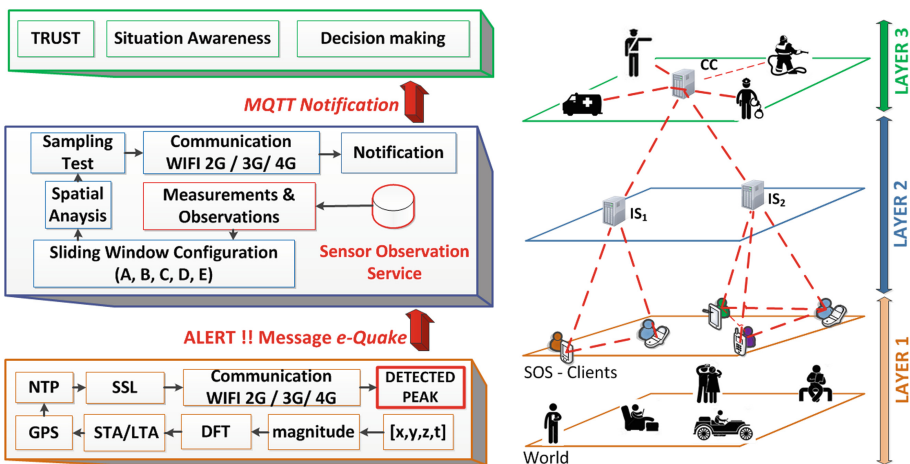 TRUST
Situation Awareness
Decision making
MQTT Notification
Sampling
Test
Communication
WIFI 2G / 3G/ 4G
Notification
Spatial
Anaysis
Measurements &
Observations
Sliding Window Configuration
(A, B, C, D, E)
Sensor Observation
Service
ALERT !! Message e-Quake
NTP
SSL
Communication
WIFI 2G / 3G/ 4G
DETECTED
PEAK
GPS
STA/LTA
DFT
magnitude
[x,y,z,t]
CC
IS1
IS2
SOS - Clients
World
LAYER 3
LAYER 2
LAYER 1